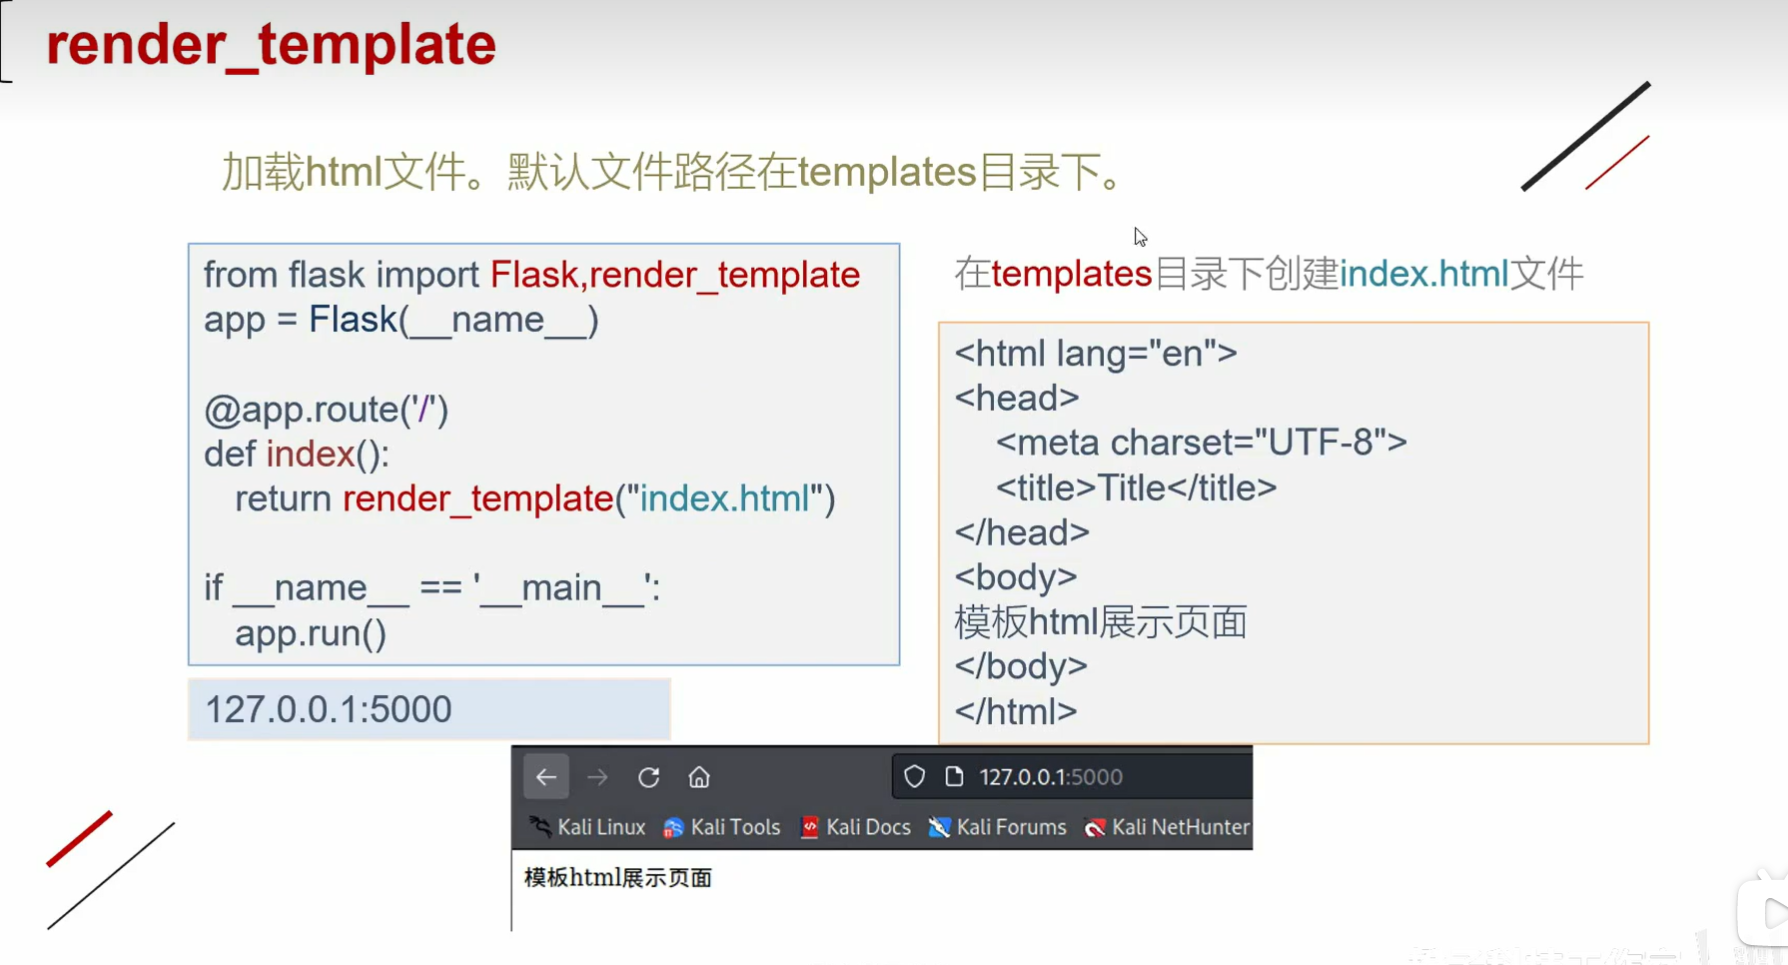 render_template
加载html文件。默认文件路径在templates目录下。
from flask import Flask,render_template
app = Flask(__name__)
@app.route('/')
def index():
return render_template("index.html")
if __name__ == '__main__':
app.run()
127.0.0.1:5000
在templates目录下创建index.html文件
<html lang="en">
<head>
<meta charset="UTF-8">
<title>Title</title>
</head>
<body>
模板html展示页面
</body>
</html>
127.0.0.1:5000
Kali Linux Kali Tools Kali Docs Kali Forums Kali NetHunter
模板html展示页面